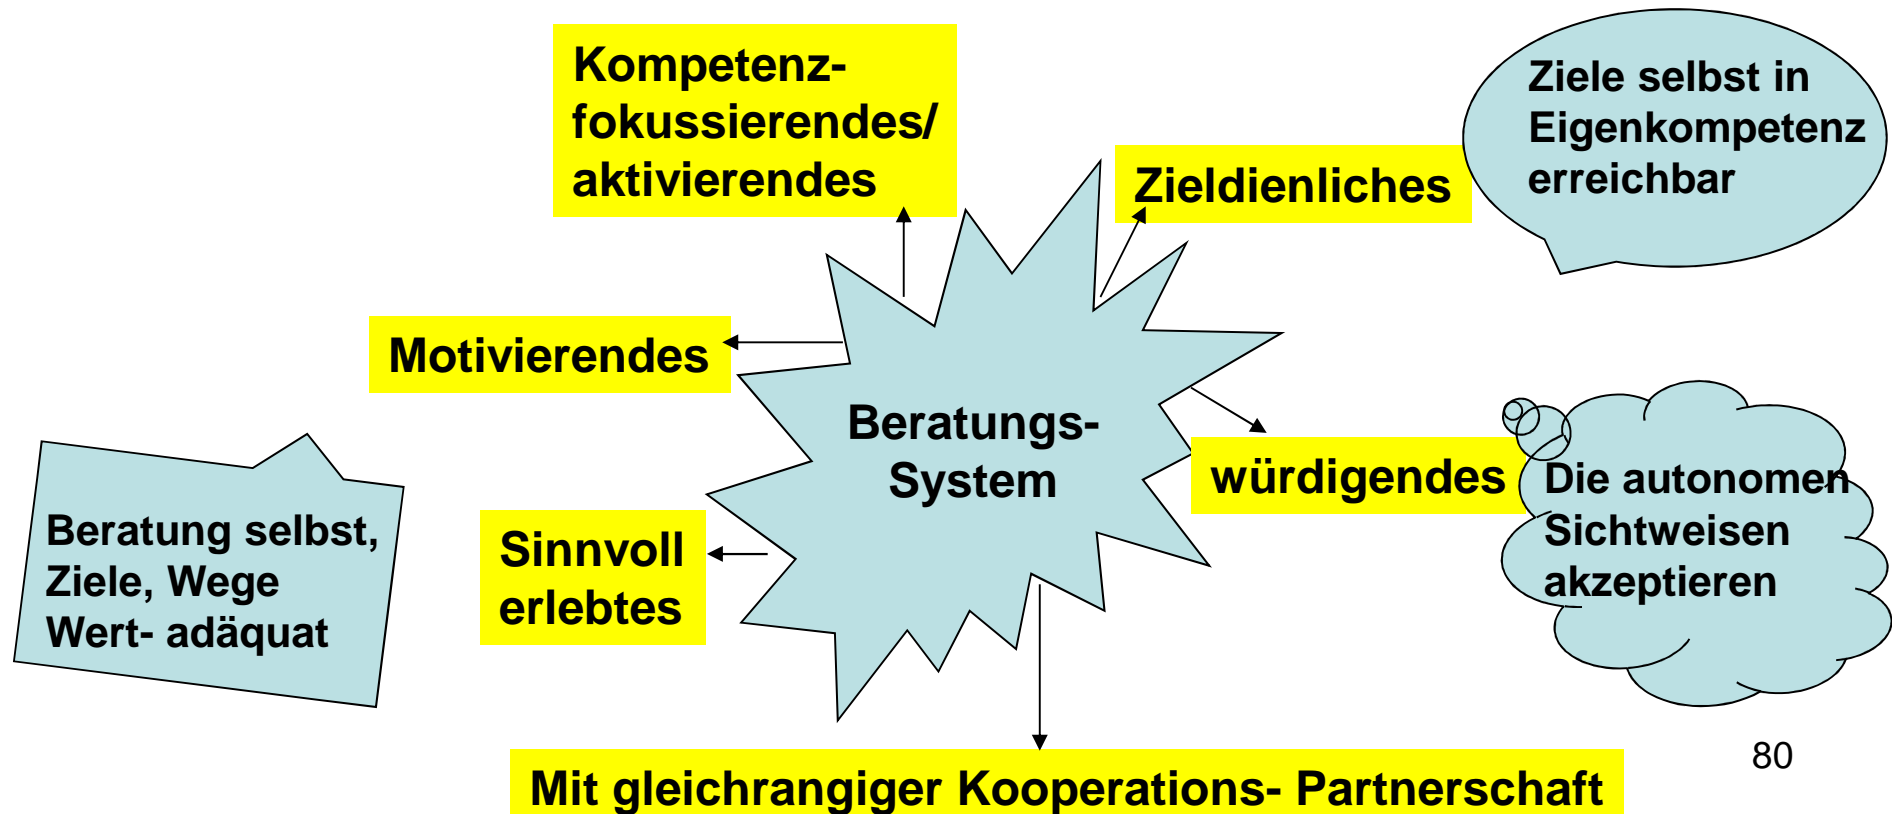 Kompetenz-
fokussierendes/
aktivierendes
Zieldienliches
Ziele selbst in
Eigenkompetenz
erreichbar
Motivierendes
Beratungs-
System
würdigendes
Die autonomen
Sichtweisen
akzeptieren
Beratung selbst,
Ziele, Wege
Wert- adäquat
Sinnvoll
erlebtes
Mit gleichrangiger Kooperations- Partnerschaft
80